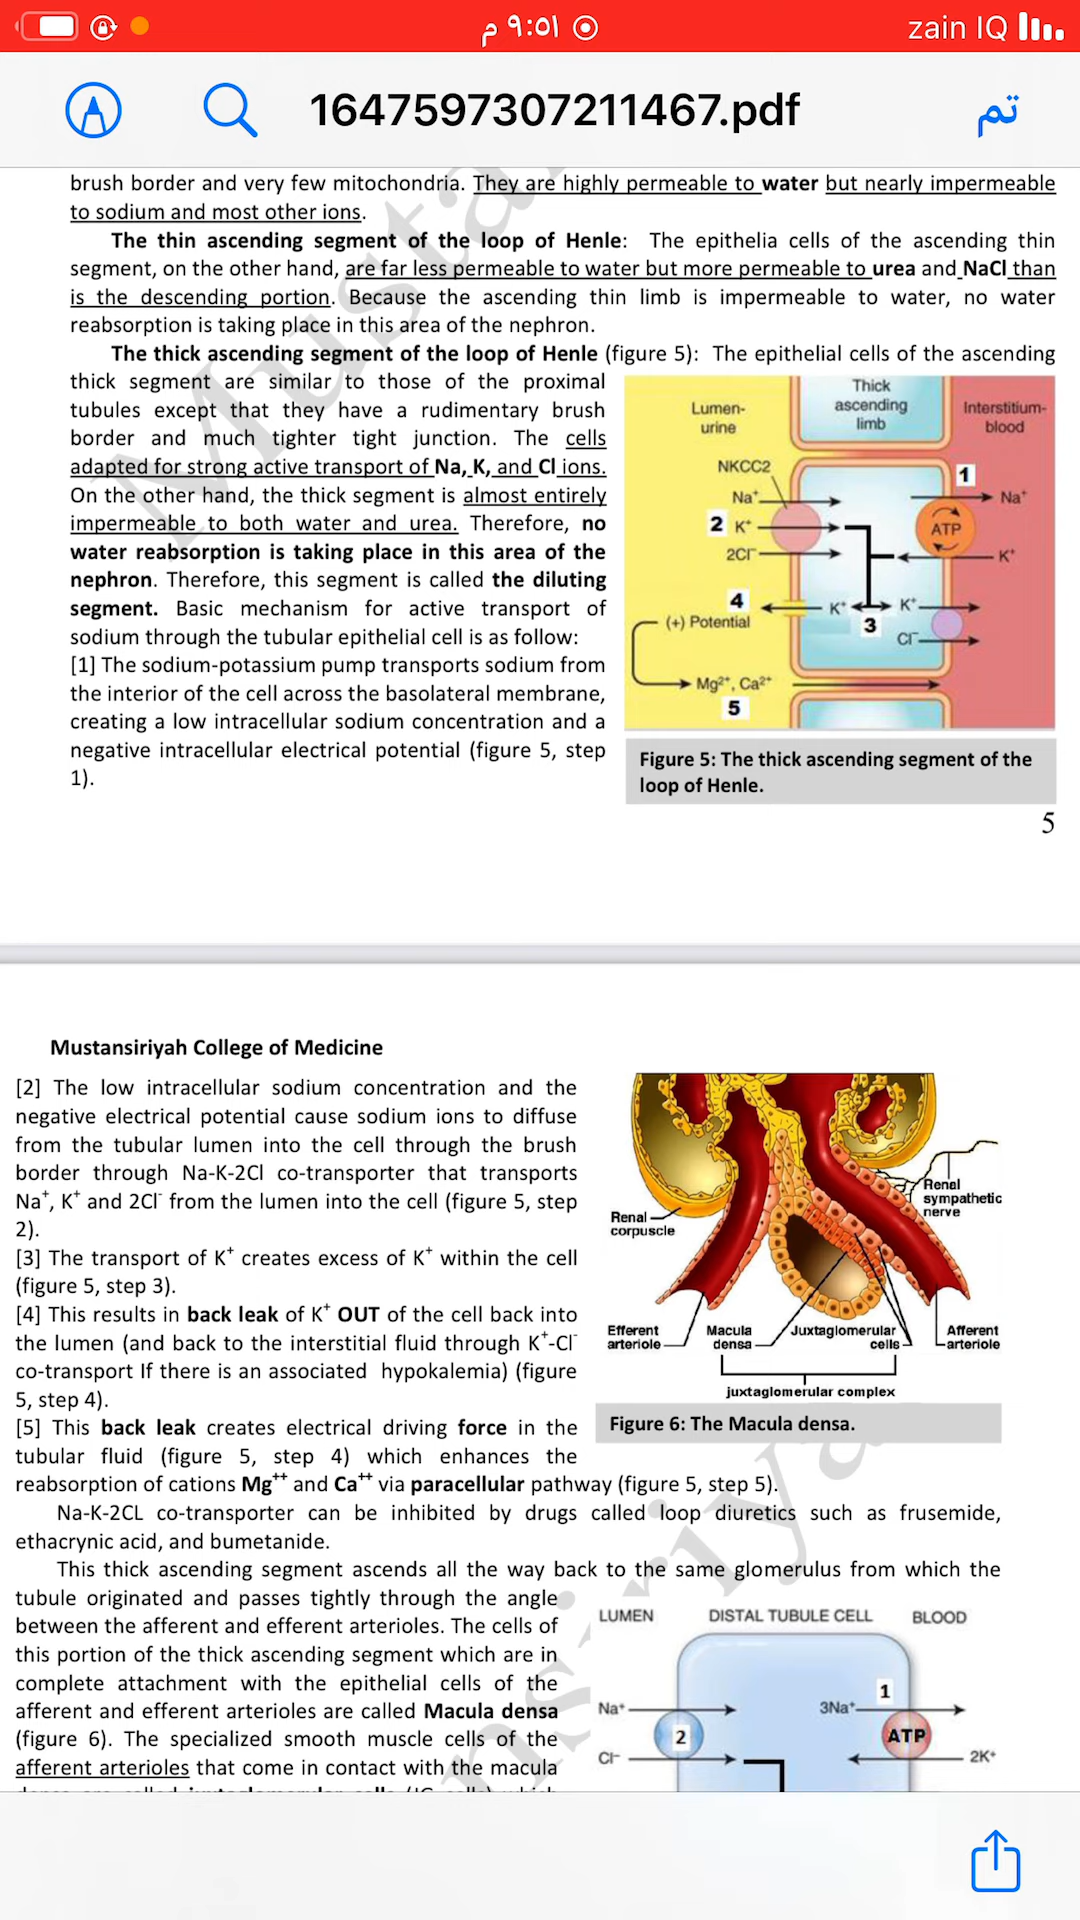 م ٩:٥١
zain IQ
1647597307211467.pdf
تم
brush border and very few mitochondria. They are highly permeable to water but nearly impermeable
to sodium and most other ions.
The thin ascending segment of the loop of Henle: The epithelia cells of the ascending thin
segment, on the other hand, are far less permeable to water but more permeable to urea and NaCl than
is the descending portion. Because the ascending thin limb is impermeable to water, no water
reabsorption is taking place in this area of the nephron.
The thick ascending segment of the loop of Henle (figure 5): The epithelial cells of the ascending
thick segment are similar to those of the proximal
tubules except that they have a rudimentary brush
border and much tighter tight junction. The cells
adapted for strong active transport of Na, K, and Cl ions.
On the other hand, the thick segment is almost entirely
impermeable to both water and urea. Therefore, no
water reabsorption is taking place in this area of the
nephron. Therefore, this segment is called the diluting
segment. Basic mechanism for active transport of
sodium through the tubular epithelial cell is as follow:
[1] The sodium-potassium pump transports sodium from
the interior of the cell across the basolateral membrane,
creating a low intracellular sodium concentration and a
negative intracellular electrical potential (figure 5, step
1).
Lumen-
urine
Thick
ascending
limb
Interstitium-
blood
NKCC2
1
Na⁺
Na⁺
2 K⁺
ATP
2Cl⁻
K⁺
4
K⁺
K⁺
(+) Potential
3
Cl⁻
Mg²⁺, Ca²⁺
5
Figure 5: The thick ascending segment of the
loop of Henle.
5
Mustansiriyah College of Medicine
[2] The low intracellular sodium concentration and the
negative electrical potential cause sodium ions to diffuse
from the tubular lumen into the cell through the brush
border through Na-K-2Cl co-transporter that transports
Na⁺, K⁺ and 2Cl⁻ from the lumen into the cell (figure 5, step
2).
[3] The transport of K⁺ creates excess of K⁺ within the cell
(figure 5, step 3).
[4] This results in back leak of K⁺ OUT of the cell back into
the lumen (and back to the interstitial fluid through K⁺-Cl⁻
co-transport If there is an associated hypokalemia) (figure
5, step 4).
[5] This back leak creates electrical driving force in the
tubular fluid (figure 5, step 4) which enhances the
reabsorption of cations Mg⁺⁺ and Ca⁺⁺ via paracellular pathway (figure 5, step 5).
Renal
corpuscle
Renal
sympathetic
nerve
Efferent
arteriole
Macula
densa
Juxtaglomerular
cells
Afferent
arteriole
juxtaglomerular complex
Figure 6: The Macula densa.
Na-K-2CL co-transporter can be inhibited by drugs called loop diuretics such as frusemide,
ethacrynic acid, and bumetanide.
This thick ascending segment ascends all the way back to the same glomerulus from which the
tubule originated and passes tightly through the angle
between the afferent and efferent arterioles. The cells of
this portion of the thick ascending segment which are in
complete attachment with the epithelial cells of the
afferent and efferent arterioles are called Macula densa
(figure 6). The specialized smooth muscle cells of the
afferent arterioles that come in contact with the macula
LUMEN
DISTAL TUBULE CELL
BLOOD
1
Na⁺
3Na⁺
2
ATP
Cl⁻
2K⁺